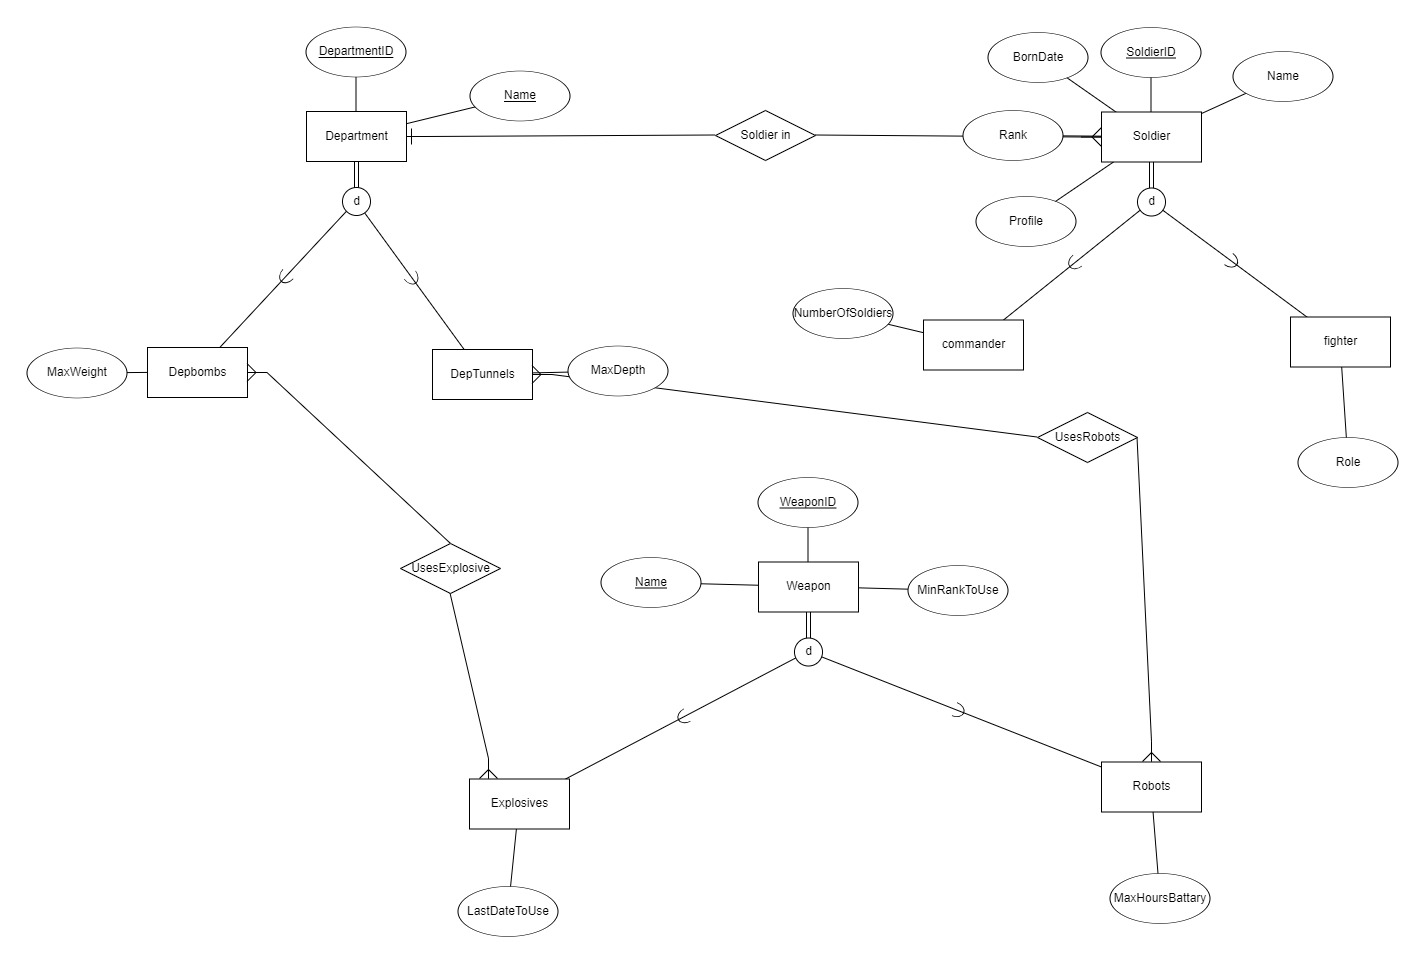 DepartmentID
Name
Department
Soldier in
BornDate
SoldierID
Name
Rank
Soldier
Profile
d
d
NumberOfSoldiers
commander
fighter
Role
MaxWeight
Depbombs
DepTunnels
MaxDepth
UsesRobots
WeaponID
UsesExplosive
Name
Weapon
MinRankToUse
d
Explosives
Robots
LastDateToUse
MaxHoursBattary